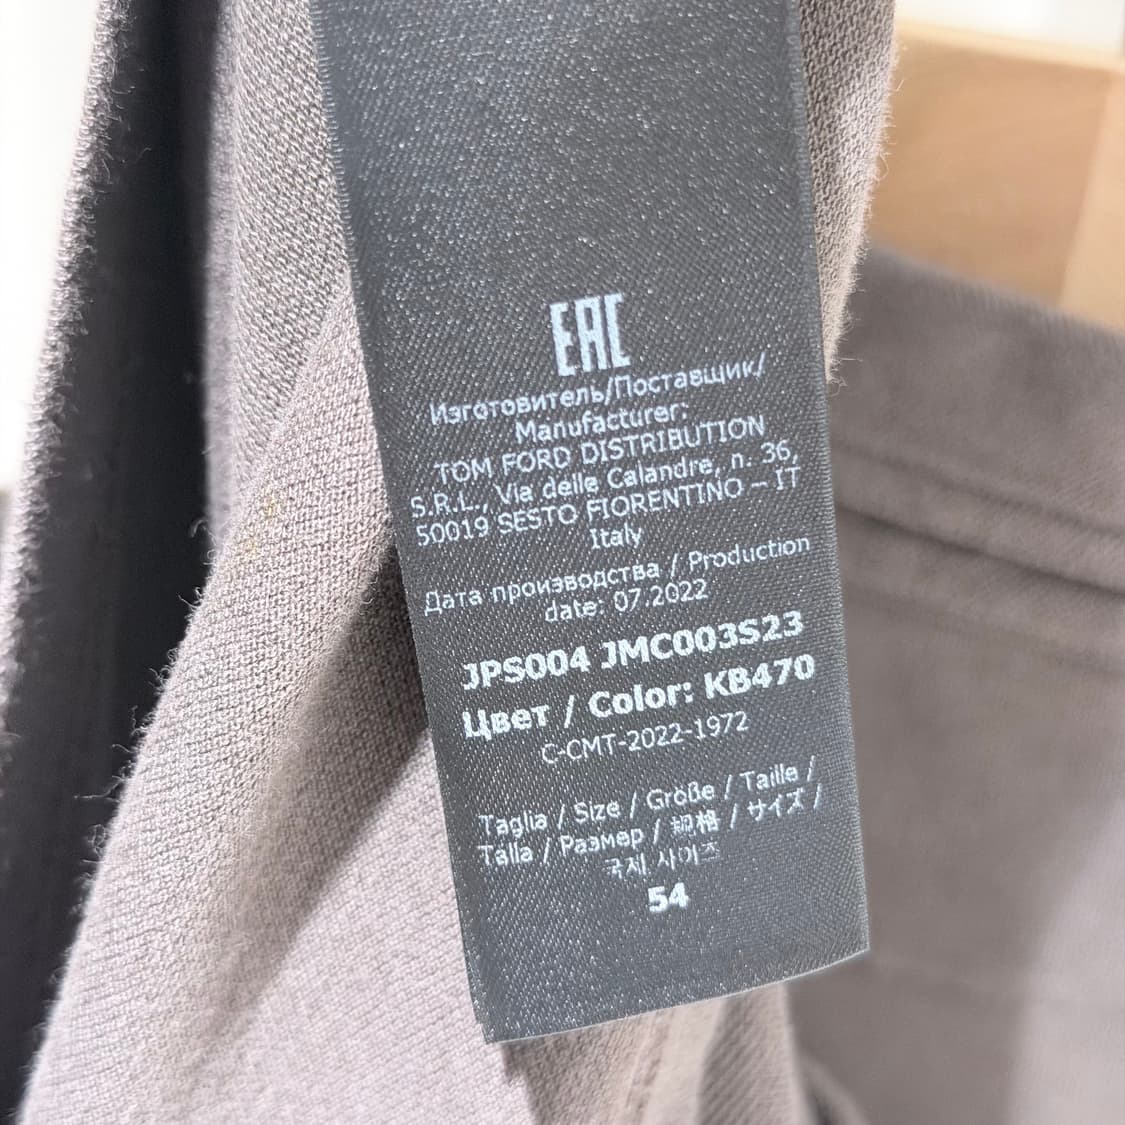 EAC
Изготовитель/Поставщик/
Manufacturer:
TOM FORD DISTRIBUTION
S.R.L., Via delle Calandre, n. 36,
50019 SESTO FIORENTINO – IT
Italy
Дата производства / Production
date: 07.2022
JPS004 JMC003S23
Цвет / Color: KB470
C-CMT-2022-1972
Taglia / Size / Größe / Taille /
Talla / Размер / 规格 / サイズ /
국제 사이즈
54